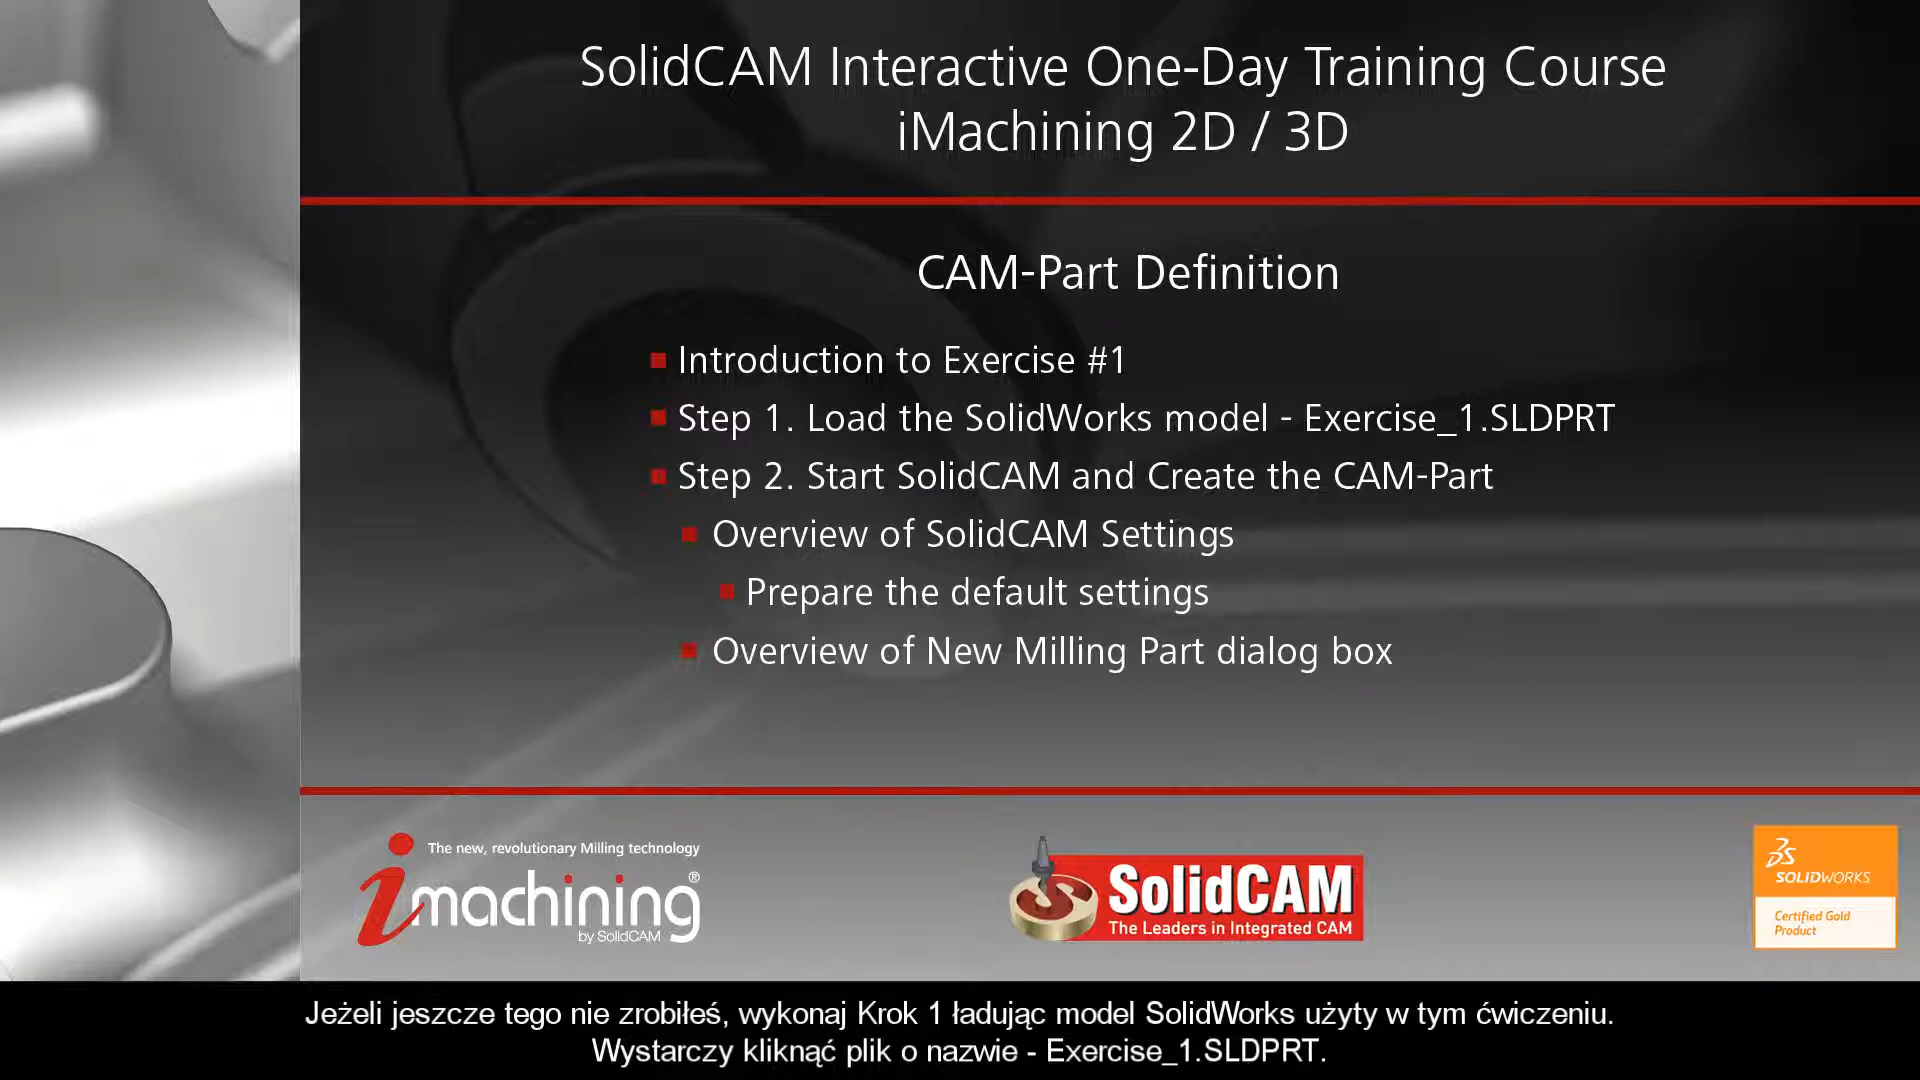 SolidCAM Interactive One-Day Training Course
iMachining 2D / 3D
CAM-Part Definition
Introduction to Exercise #1
Step 1. Load the SolidWorks model - Exercise_1.SLDPRT
Step 2. Start SolidCAM and Create the CAM-Part
Overview of SolidCAM Settings
Prepare the default settings
Overview of New Milling Part dialog box
The new, revolutionary Milling technology
imachining®
by SolidCAM
SolidCAM
The Leaders in Integrated CAM
SOLIDWORKS
Certified Gold
Product
Jeżeli jeszcze tego nie zrobiłeś, wykonaj Krok 1 ładując model SolidWorks użyty w tym ćwiczeniu.
Wystarczy kliknąć plik o nazwie - Exercise_1.SLDPRT.